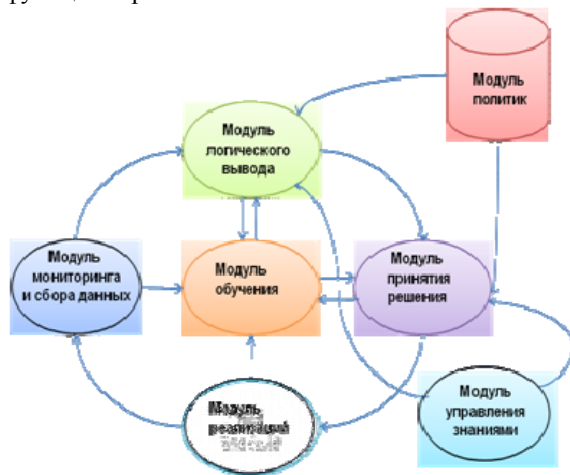 Модуль
политик
Модуль
логического
вывода
Модуль
мониторинга
и сбора данных
Модуль
обучения
Модуль
принятия
решения
Модуль
Модуль
управления
знаниями